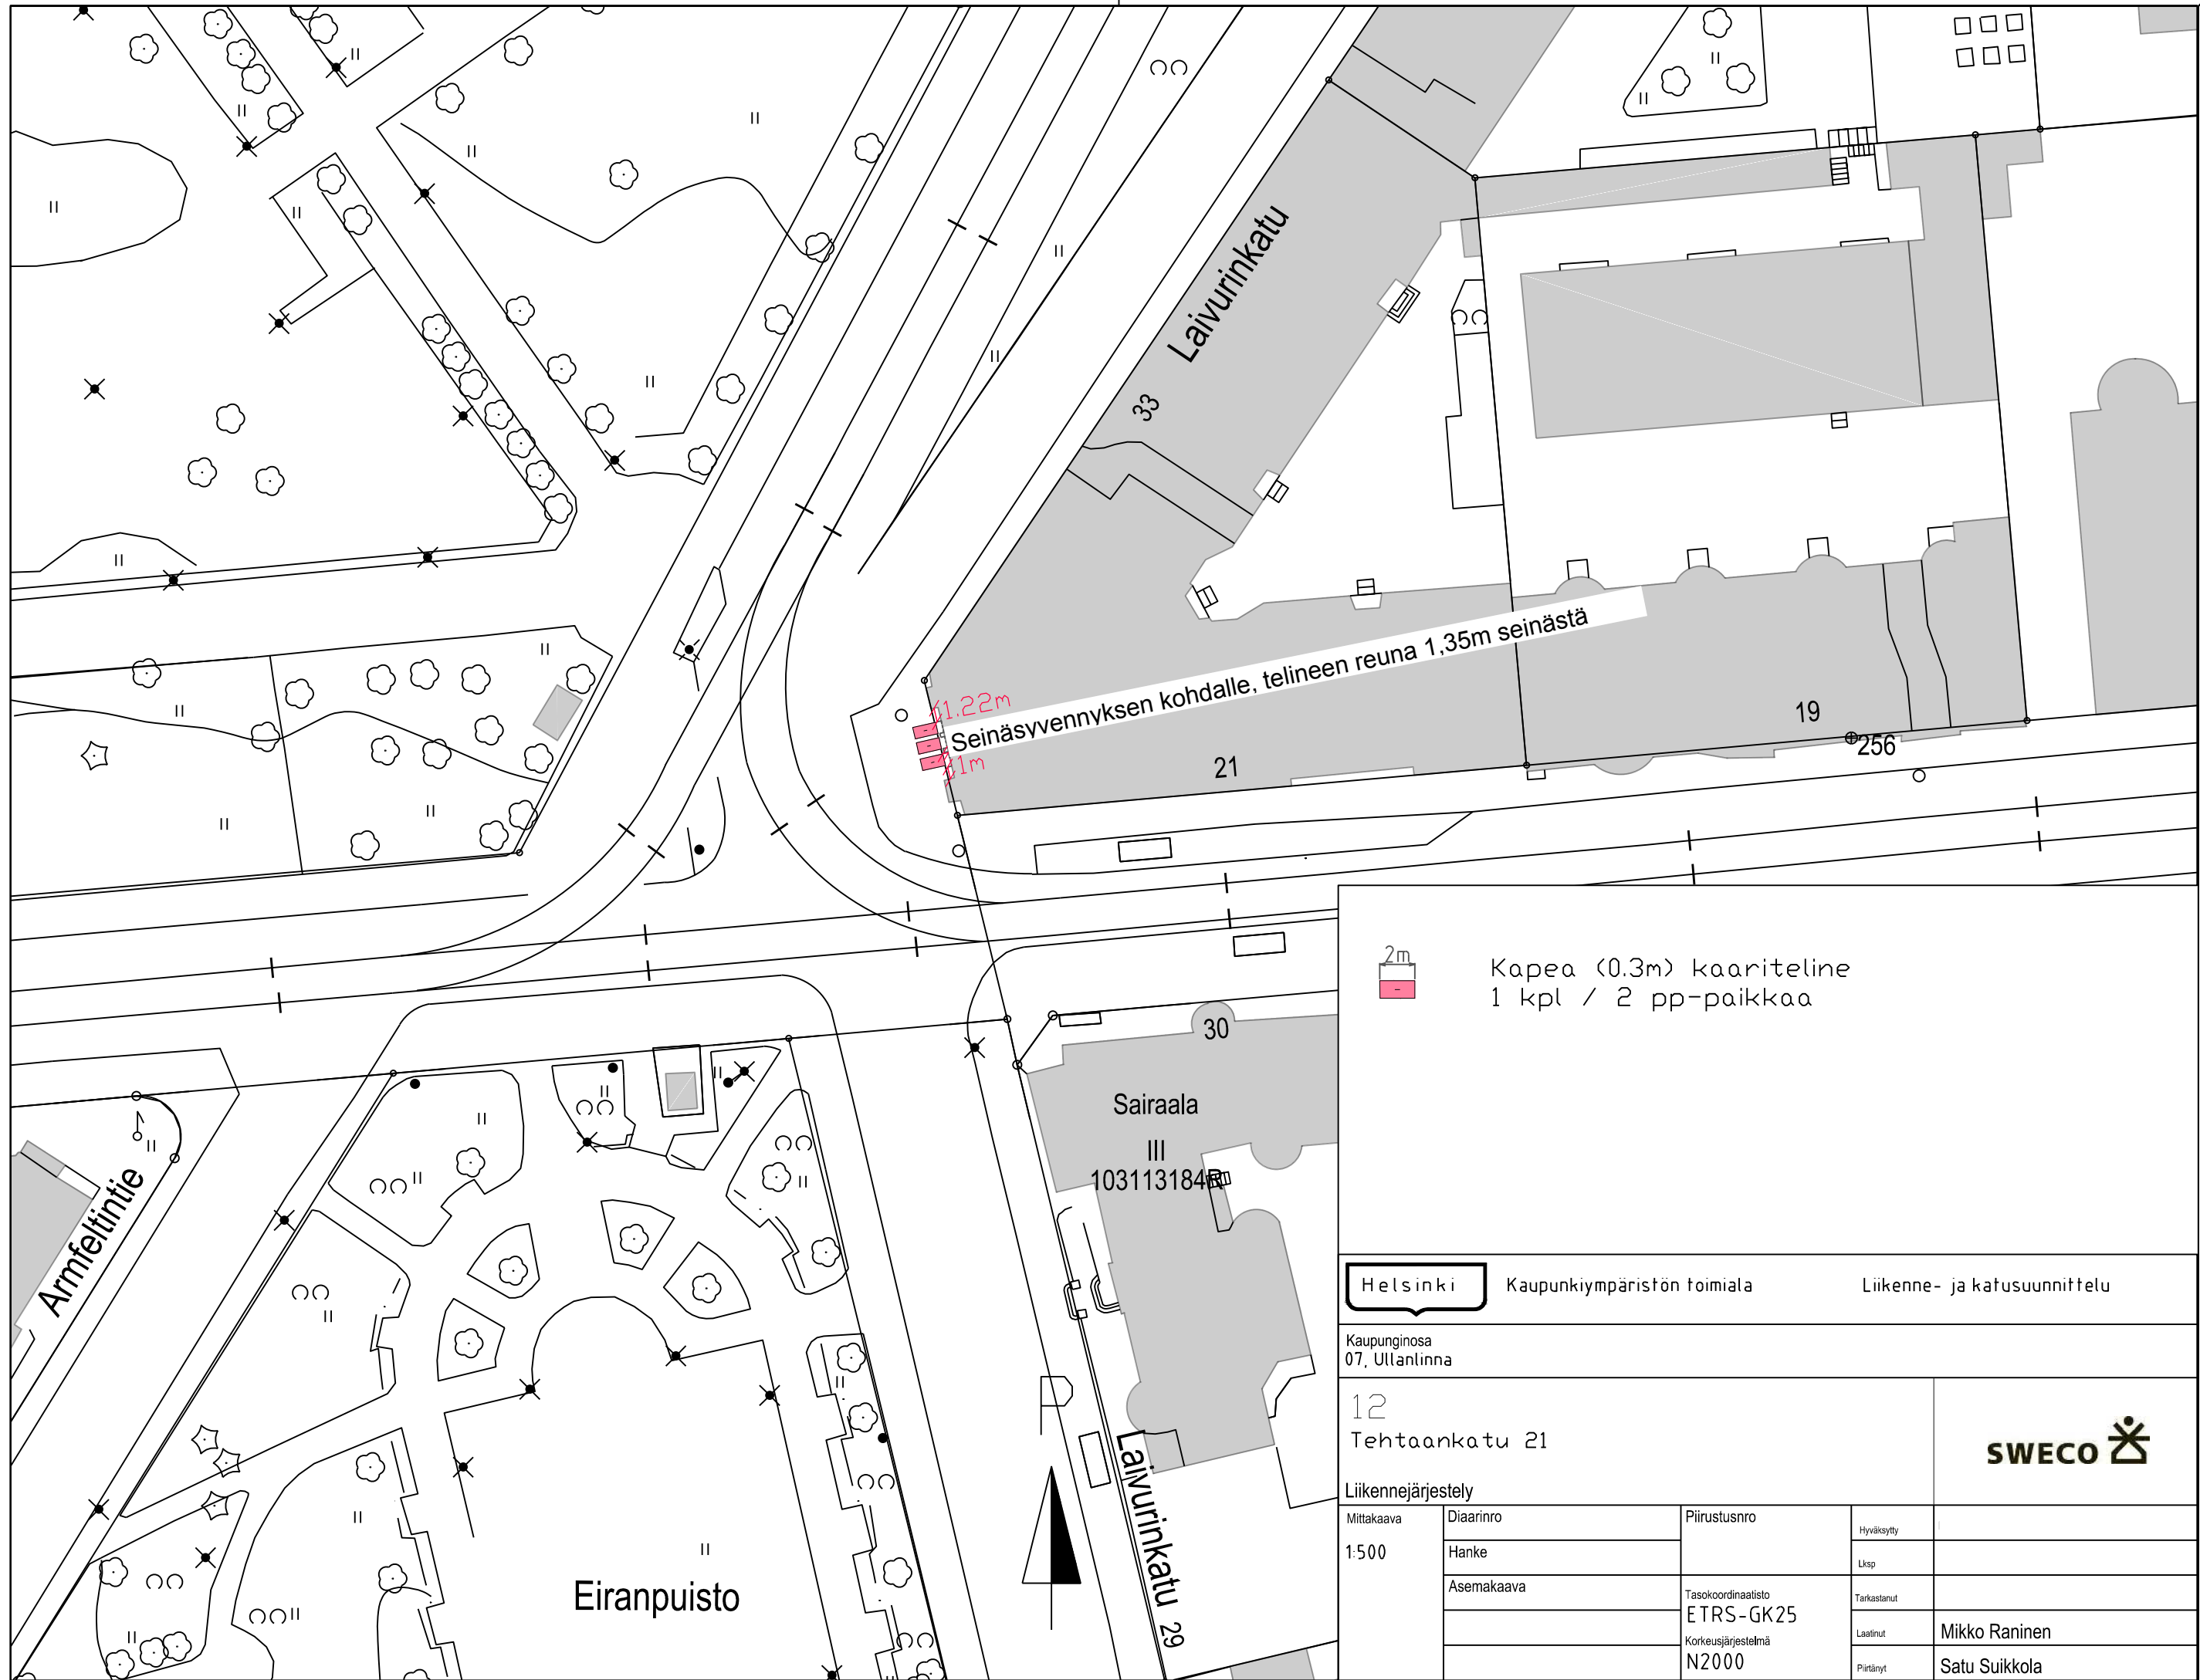 Laivurinkatu
33
1.22m
Seinäsyvennyksen kohdalle, telineen reuna 1,35m seinästä
1m
21
19
256
2m
Kapea (0.3m) kaariteline
1 kpl / 2 pp-paikkaa
30
Sairaala
III
103113184R
Armfeltintie
Eiranpuisto
P
Laivurinkatu
29
Helsinki
Kaupunkiympäristön toimiala
Liikenne- ja katusuunnittelu
Kaupunginosa
07, Ullanlinna
12
Tehtaankatu 21
Liikennejärjestely
SWECO
Mittakaava
1:500
Diaarinro
Hanke
Asemakaava
Piirustusnro
Tasokoordinaatisto
ETRS-GK25
Korkeusjärjestelmä
N2000
Hyväksytty
Lksp
Tarkastanut
Laatinut
Mikko Raninen
Piirtänyt
Satu Suikkola